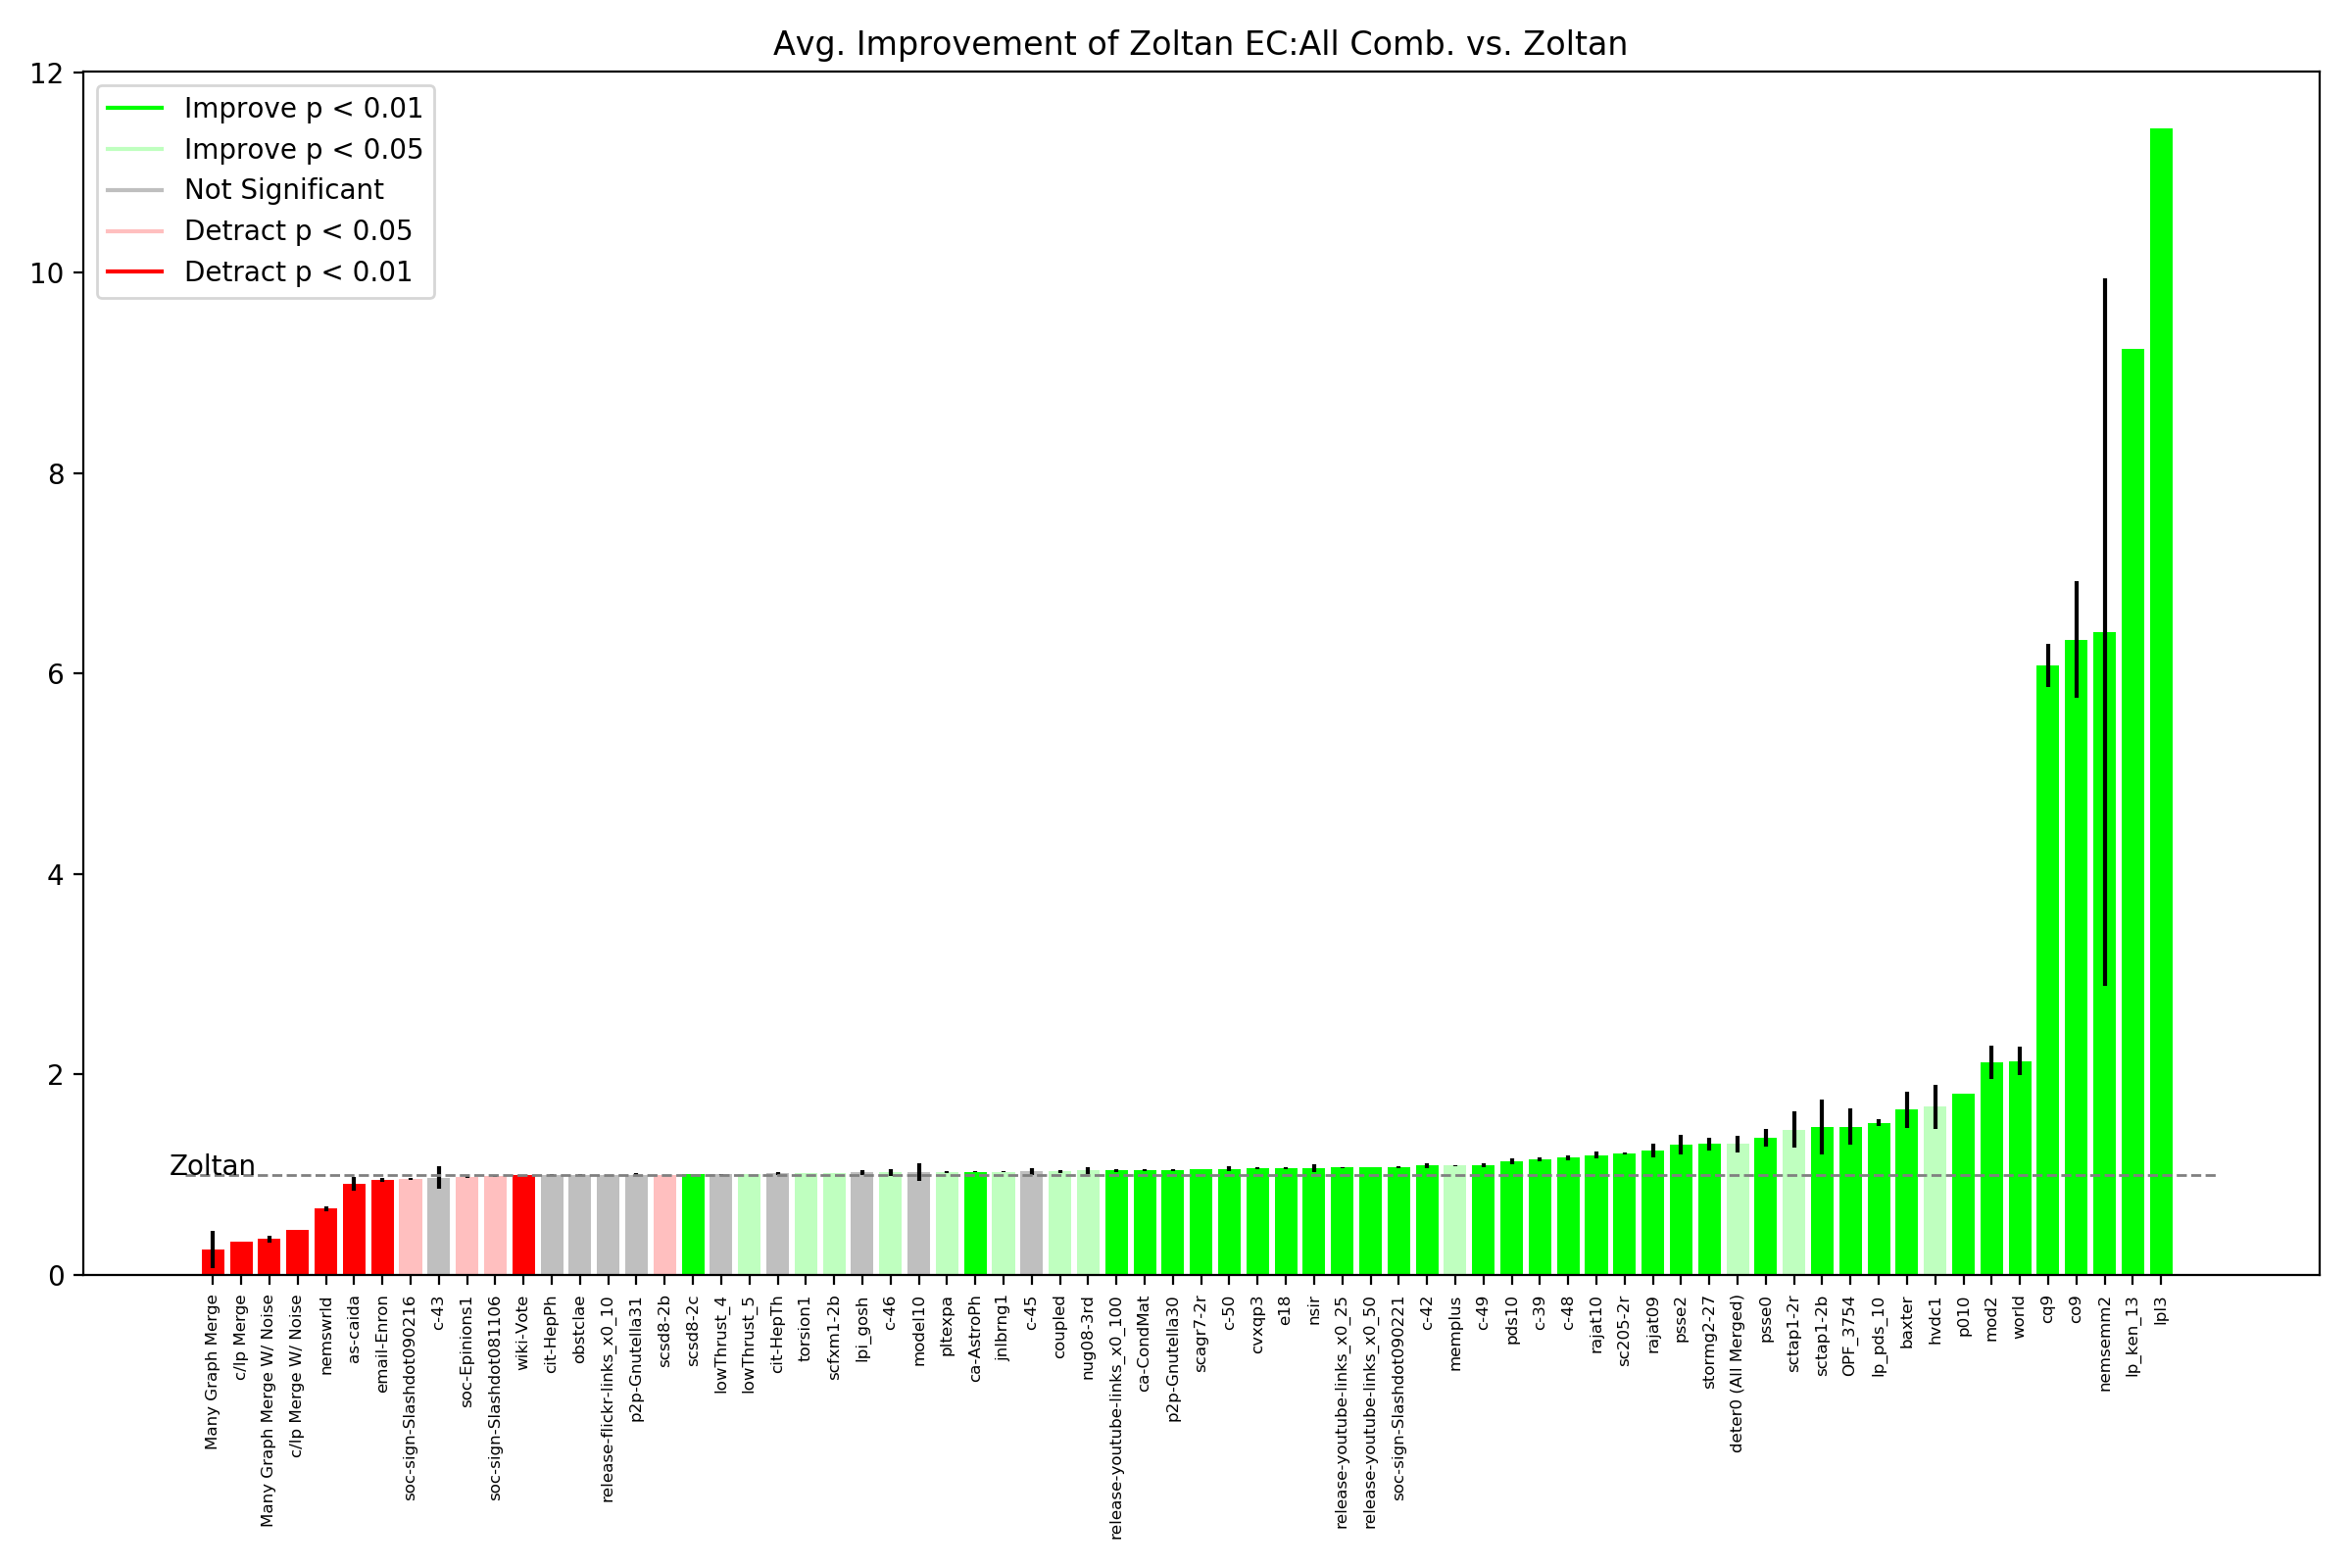 Avg. Improvement of Zoltan EC:All Comb. vs. Zoltan
12
10
8
6
4
2
0
Improve p < 0.01
Improve p < 0.05
Not Significant
Detract p < 0.05
Detract p < 0.01
Zoltan
Many Graph Merge
c/lp Merge
Many Graph Merge W/ Noise
c/lp Merge W/ Noise
nemswrld
as-caida
email-Enron
soc-sign-Slashdot090216
c-43
soc-Epinions1
soc-sign-Slashdot081106
wiki-Vote
cit-HepPh
obstclae
release-flickr-links_x0_10
p2p-Gnutella31
scsd8-2b
scsd8-2c
lowThrust_4
lowThrust_5
cit-HepTh
torsion1
scfxm1-2b
lpi_gosh
c-46
model10
pltexpa
ca-AstroPh
jnlbrng1
c-45
coupled
nug08-3rd
release-youtube-links_x0_100
ca-CondMat
p2p-Gnutella30
scagr7-2r
c-50
cvxqp3
e18
nsir
release-youtube-links_x0_25
release-youtube-links_x0_50
soc-sign-Slashdot090221
c-42
memplus
c-49
pds10
c-39
c-48
rajat10
sc205-2r
rajat09
psse2
stormg2-27
deter0 (All Merged)
psse0
sctap1-2r
sctap1-2b
OPF_3754
lp_pds_10
baxter
hvdc1
p010
mod2
world
cq9
co9
nemsemm2
lp_ken_13
lpl3